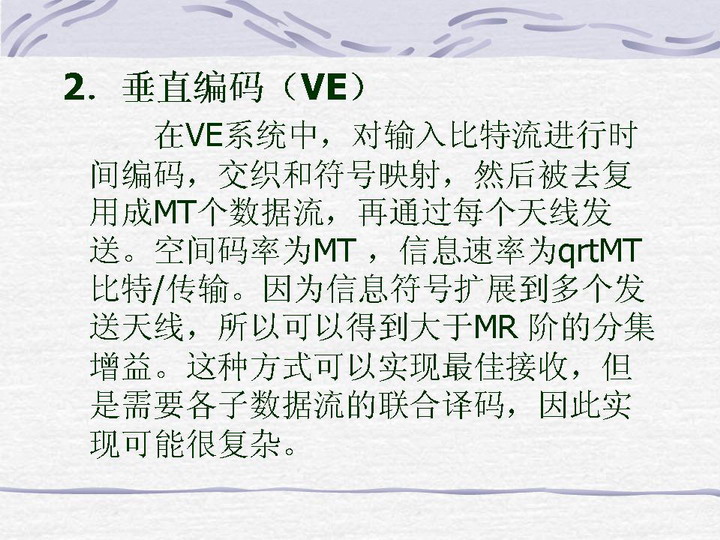 2．垂直编码（VE）
在VE系统中，对输入比特流进行时
间编码，交织和符号映射，然后被去复
用成MT个数据流，再通过每个天线发
送。空间码率为MT ，信息速率为qrtMT
比特/传输。因为信息符号扩展到多个发
送天线，所以可以得到大于MR 阶的分集
增益。这种方式可以实现最佳接收，但
是需要各子数据流的联合译码，因此实
现可能很复杂。